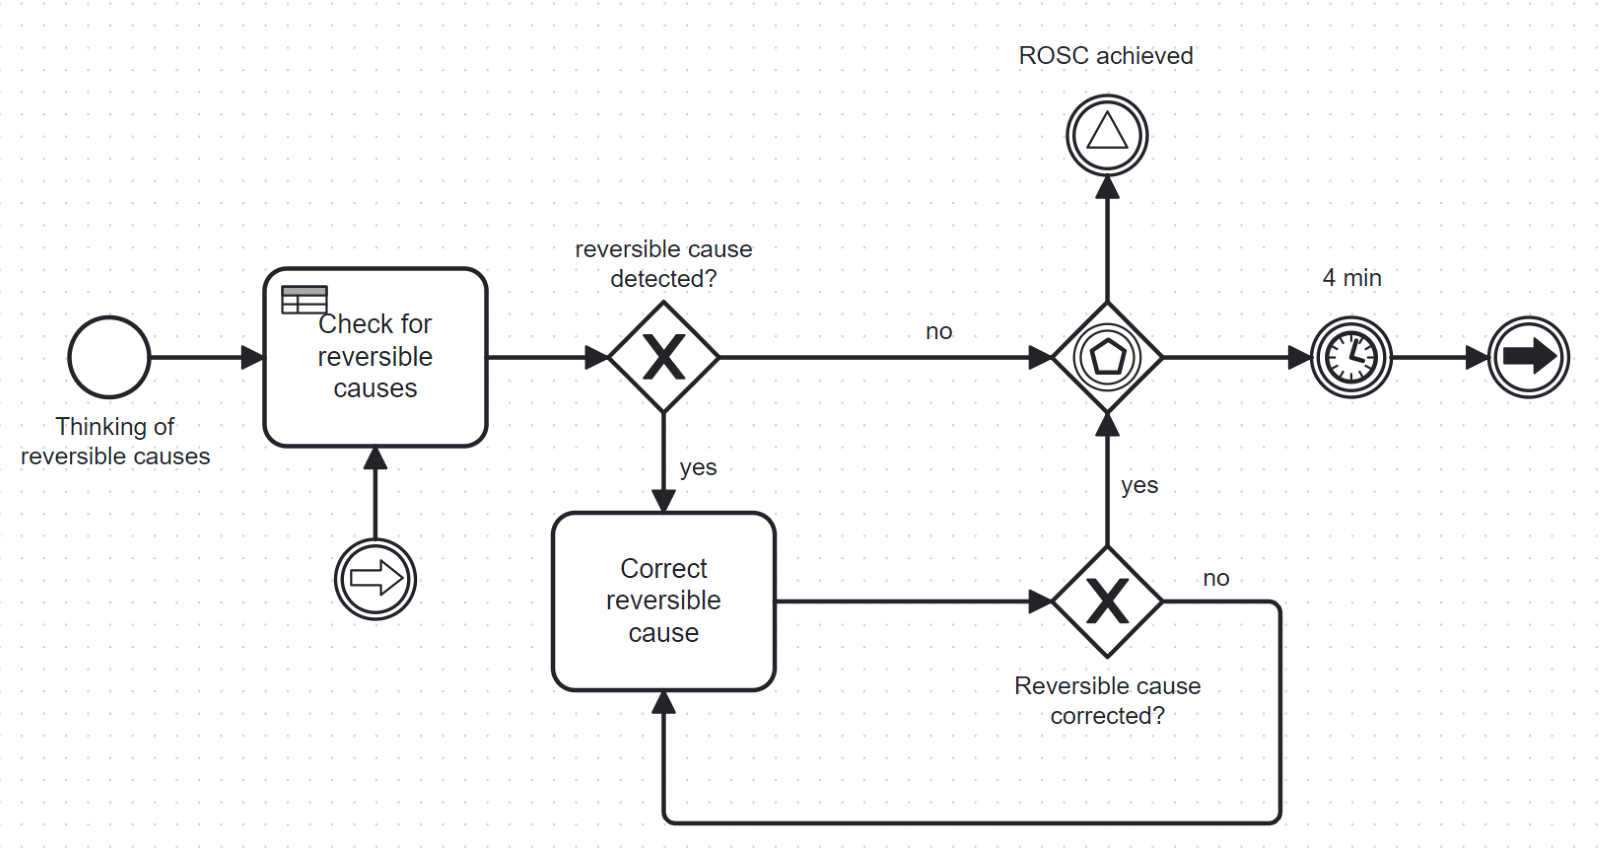 ROSC achieved
reversible cause
detected?
4 min
Check for
reversible
causes
no
Thinking of
reversible causes
yes
yes
Correct
reversible
cause
no
Reversible cause
corrected?